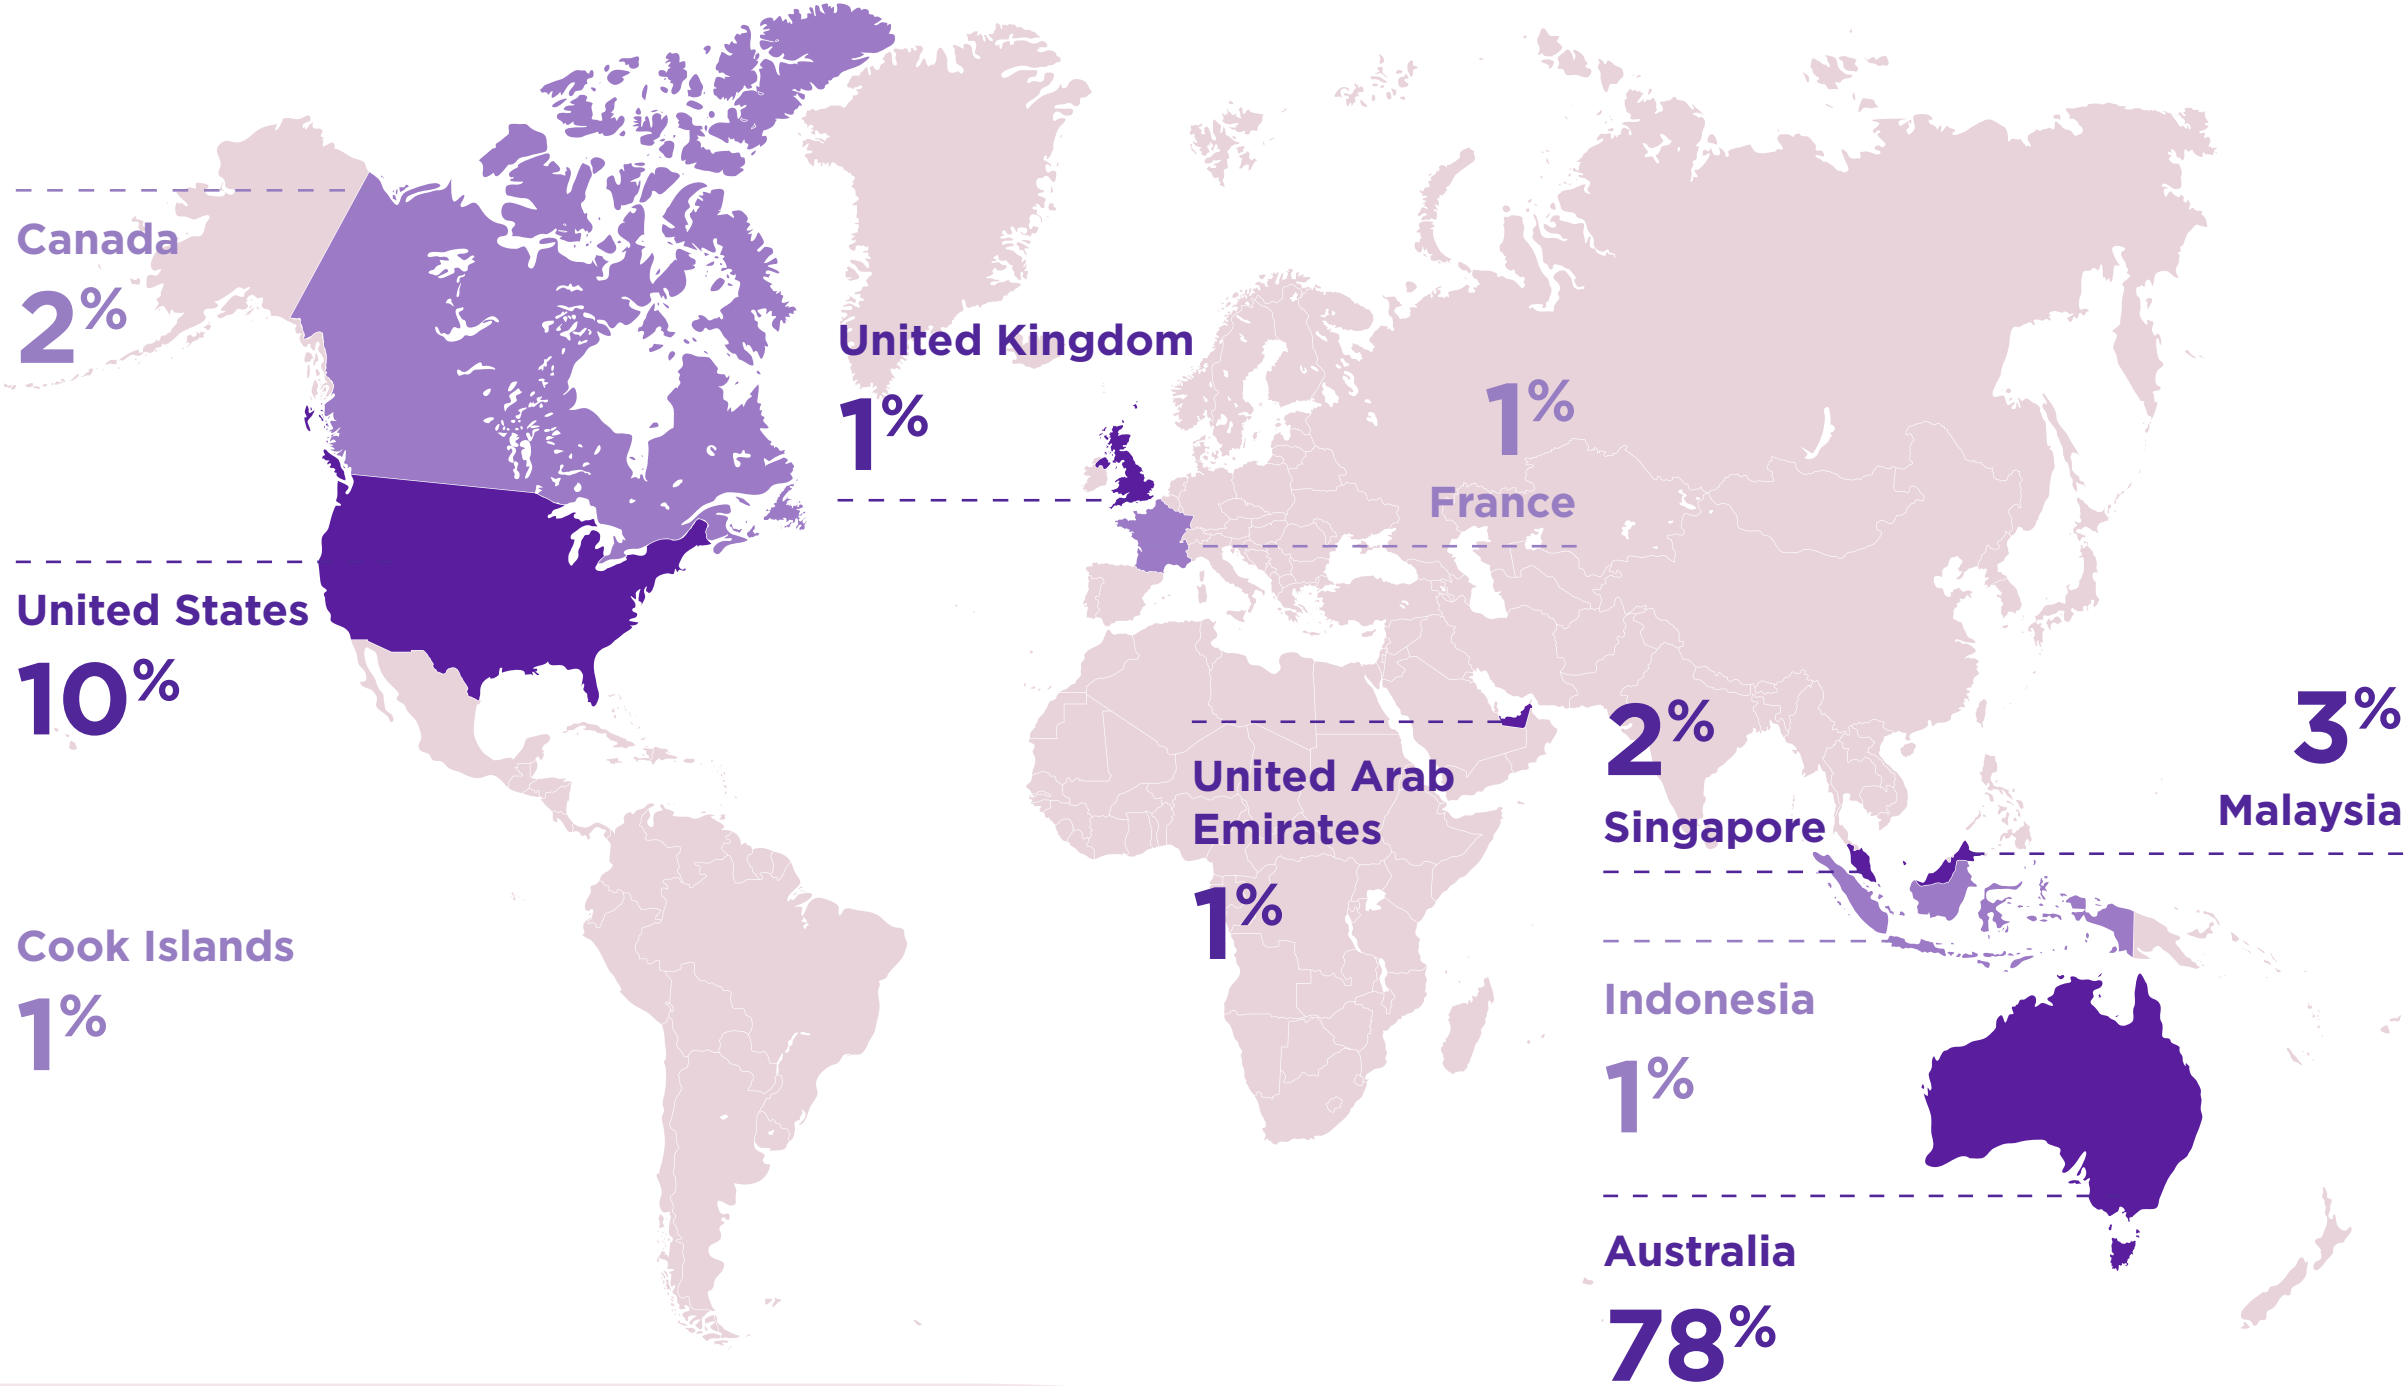 Canada
2%
United Kingdom
1%
1%
France
United States
10%
United Arab
Emirates
1%
2%
Singapore
3%
Malaysia
Cook Islands
1%
Indonesia
1%
Australia
78%